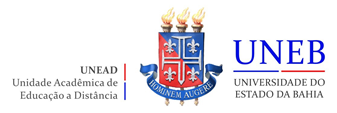 UNEAD
Unidade Acadêmica de
Educação a Distância
HOMINEM AUGERE
UNEB
UNIVERSIDADE DO
ESTADO DA BAHIA